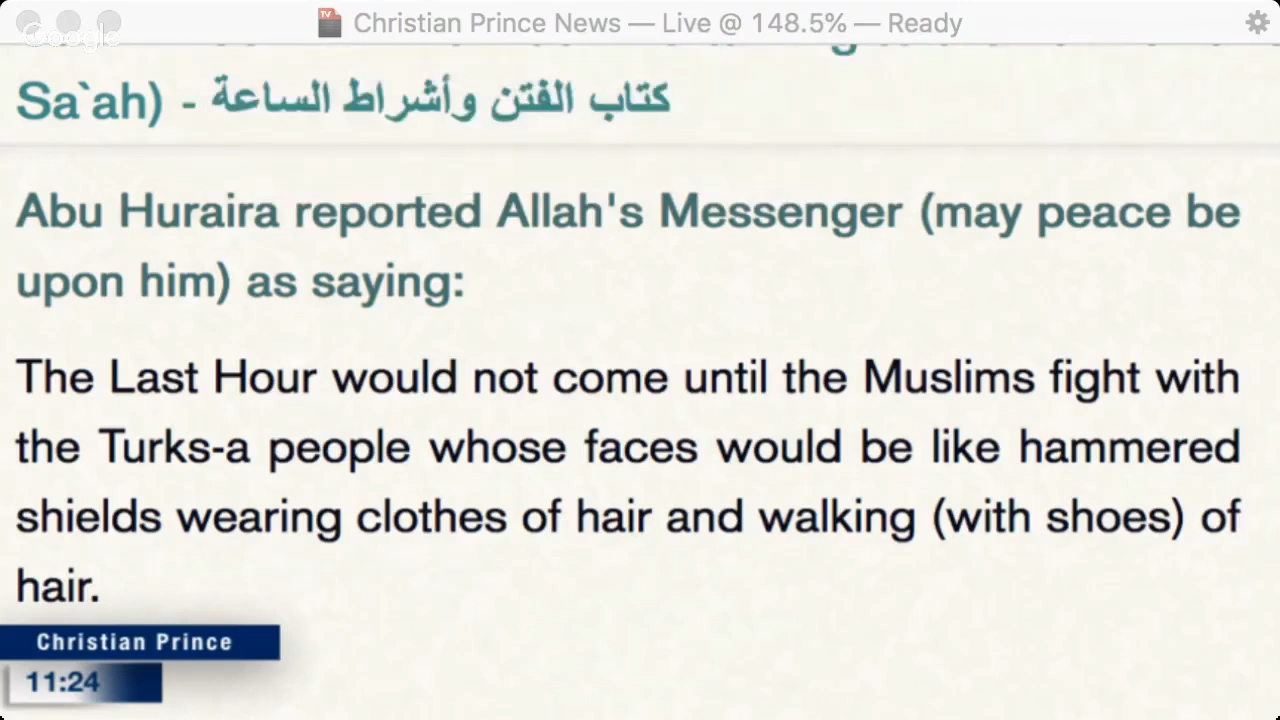 Christian Prince News — Live @ 148.5% — Ready
Google
Sa`ah) - كتاب الفتن وأشراط الساعة
Abu Huraira reported Allah's Messenger (may peace be
upon him) as saying:
The Last Hour would not come until the Muslims fight with
the Turks-a people whose faces would be like hammered
shields wearing clothes of hair and walking (with shoes) of
hair.
Christian Prince
11:24